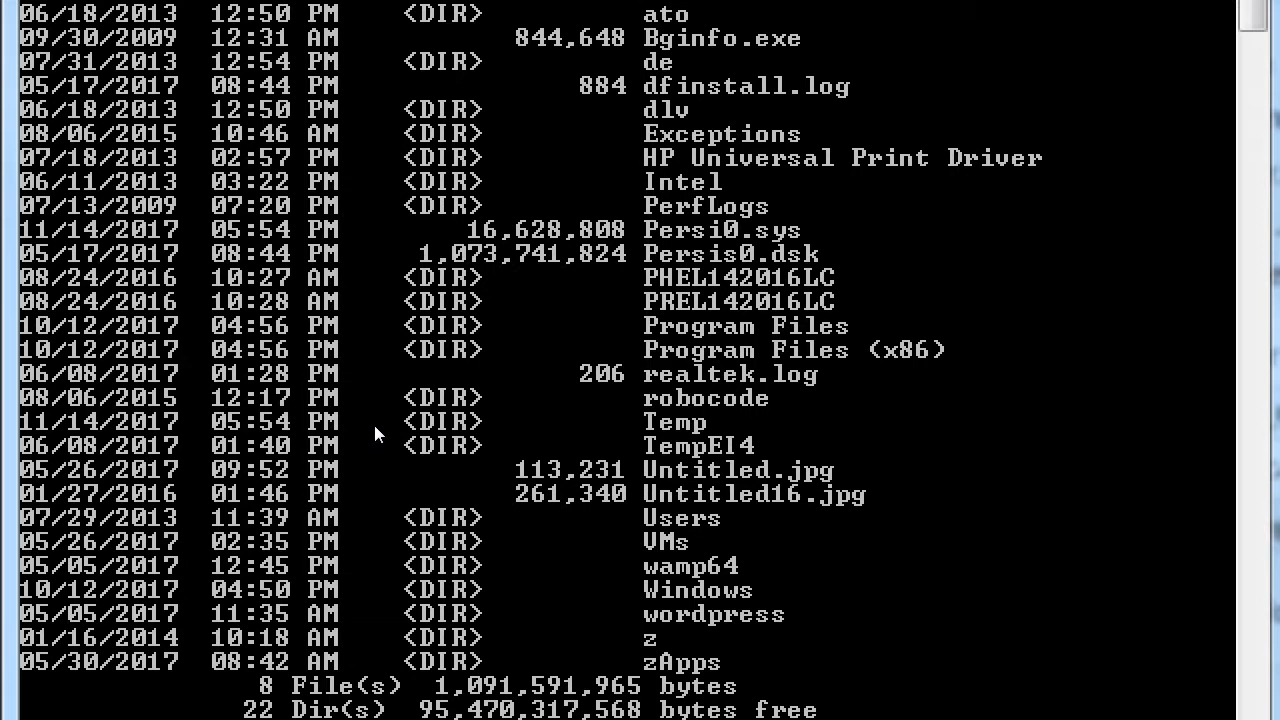 06/18/2013 12:50 PM <DIR> ato
09/30/2009 12:31 AM 844,648 Bginfo.exe
07/31/2013 12:54 PM <DIR> de
05/17/2017 08:44 PM 884 dfinstall.log
06/18/2013 12:50 PM <DIR> dlv
08/06/2015 10:46 AM <DIR> Exceptions
07/18/2013 02:57 PM <DIR> HP Universal Print Driver
06/11/2013 03:22 PM <DIR> Intel
07/13/2009 07:20 PM <DIR> PerfLogs
11/14/2017 05:54 PM 16,628,808 Persi0.sys
05/17/2017 08:44 PM 1,073,741,824 Persis0.dsk
08/24/2016 10:27 AM <DIR> PHEL142016LC
08/24/2016 10:28 AM <DIR> PREL142016LC
10/12/2017 04:56 PM <DIR> Program Files
10/12/2017 04:56 PM <DIR> Program Files (x86)
06/08/2017 01:28 PM 206 realtek.log
08/06/2015 12:17 PM <DIR> robocode
11/14/2017 05:54 PM <DIR> Temp
06/08/2017 01:40 PM <DIR> TempEI4
05/26/2017 09:52 PM 113,231 Untitled.jpg
01/27/2016 01:46 PM 261,340 Untitled16.jpg
07/29/2013 11:39 AM <DIR> Users
05/26/2017 02:35 PM <DIR> VMs
05/05/2017 12:45 PM <DIR> wamp64
10/12/2017 04:50 PM <DIR> Windows
05/05/2017 11:35 AM <DIR> wordpress
01/16/2014 10:18 AM <DIR> z
05/30/2017 08:42 AM <DIR> zApps
8 File(s) 1,091,591,965 bytes
22 Dir(s) 95,470,317,568 bytes free